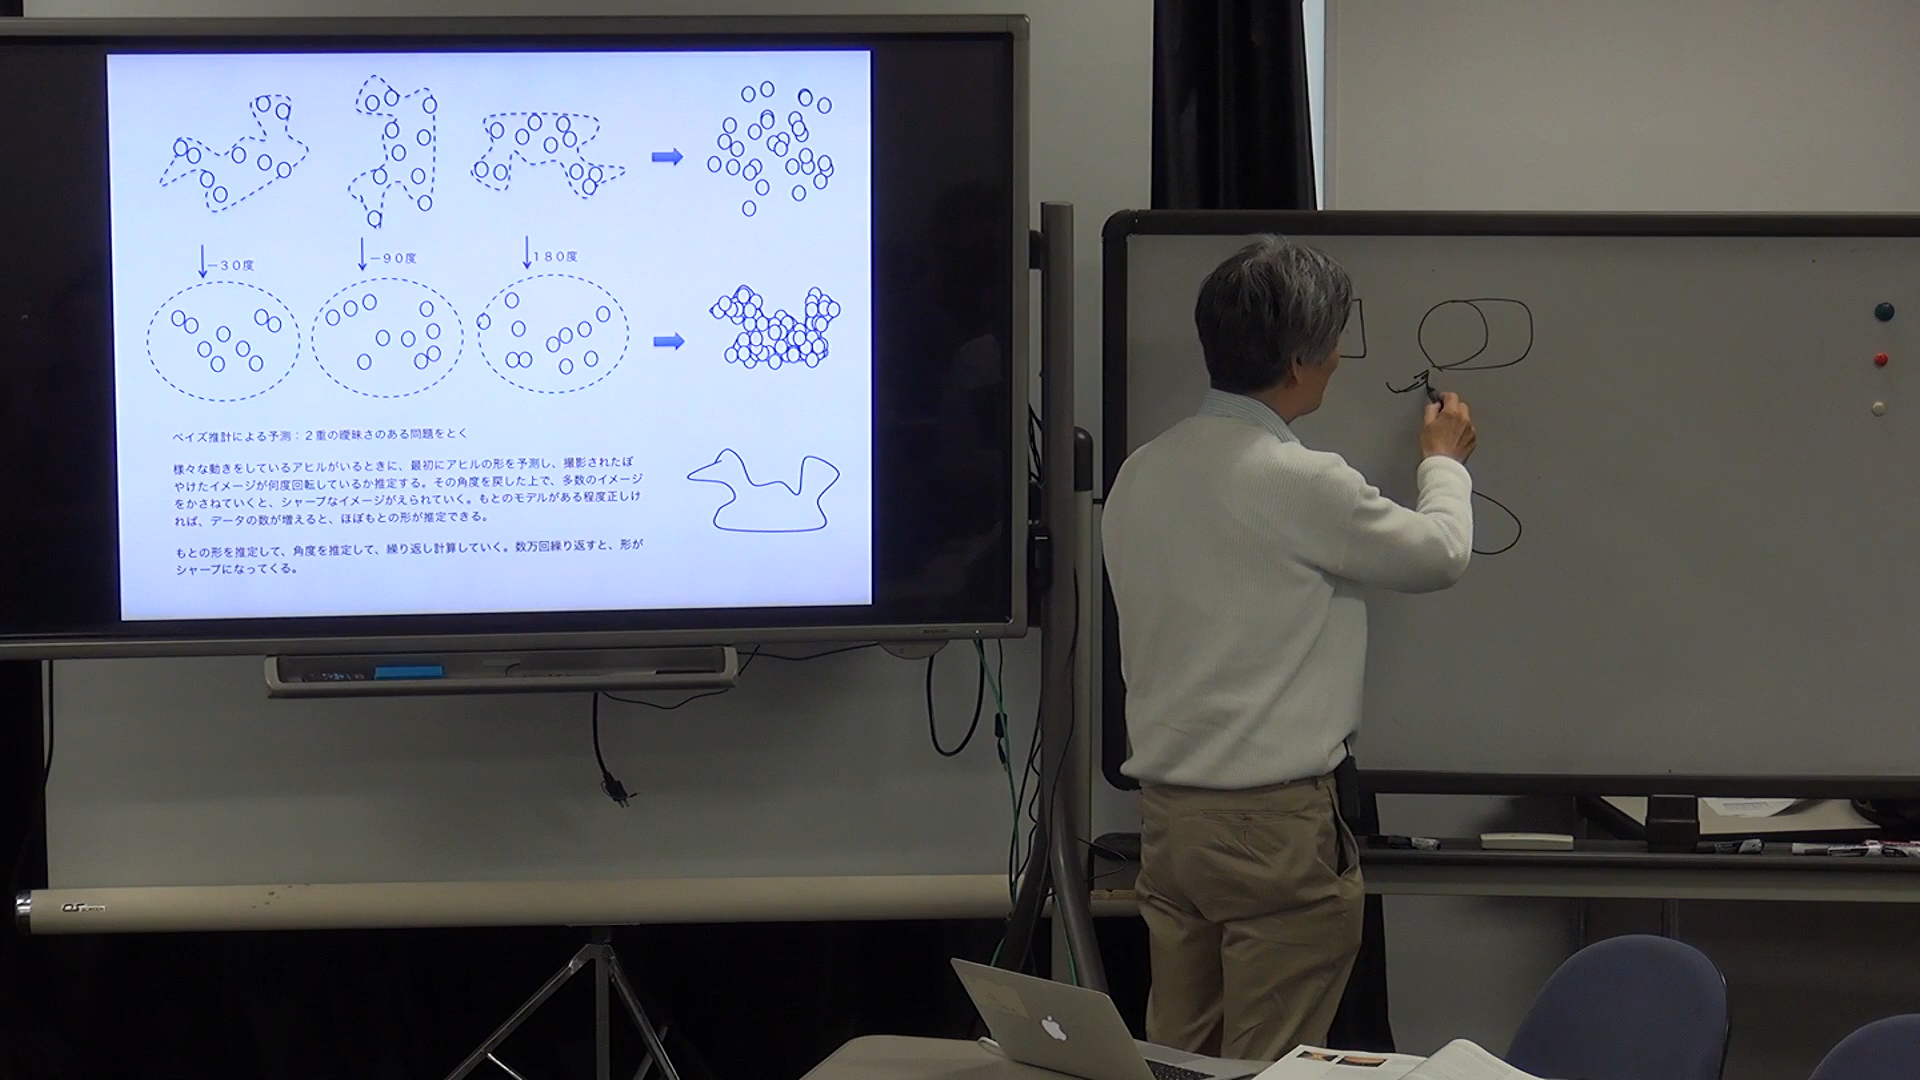 −30度
−90度
180度
ベイズ推計による予測：２重の曖昧さのある問題をとく
様々な動きをしているアヒルがいるときに、最初にアヒルの形を予測し、撮影されたぼ
やけたイメージが何度回転しているか推定する。その角度を戻した上で、多数のイメージ
をかさねていくと、シャープなイメージがえられていく。もとのモデルがある程度正しけ
れば、データの数が増えると、ほぼもとの形が推定できる。
もとの形を推定して、角度を推定して、繰り返し計算していく。数万回繰り返すと、形が
シャープになってくる。
SHARP
OS